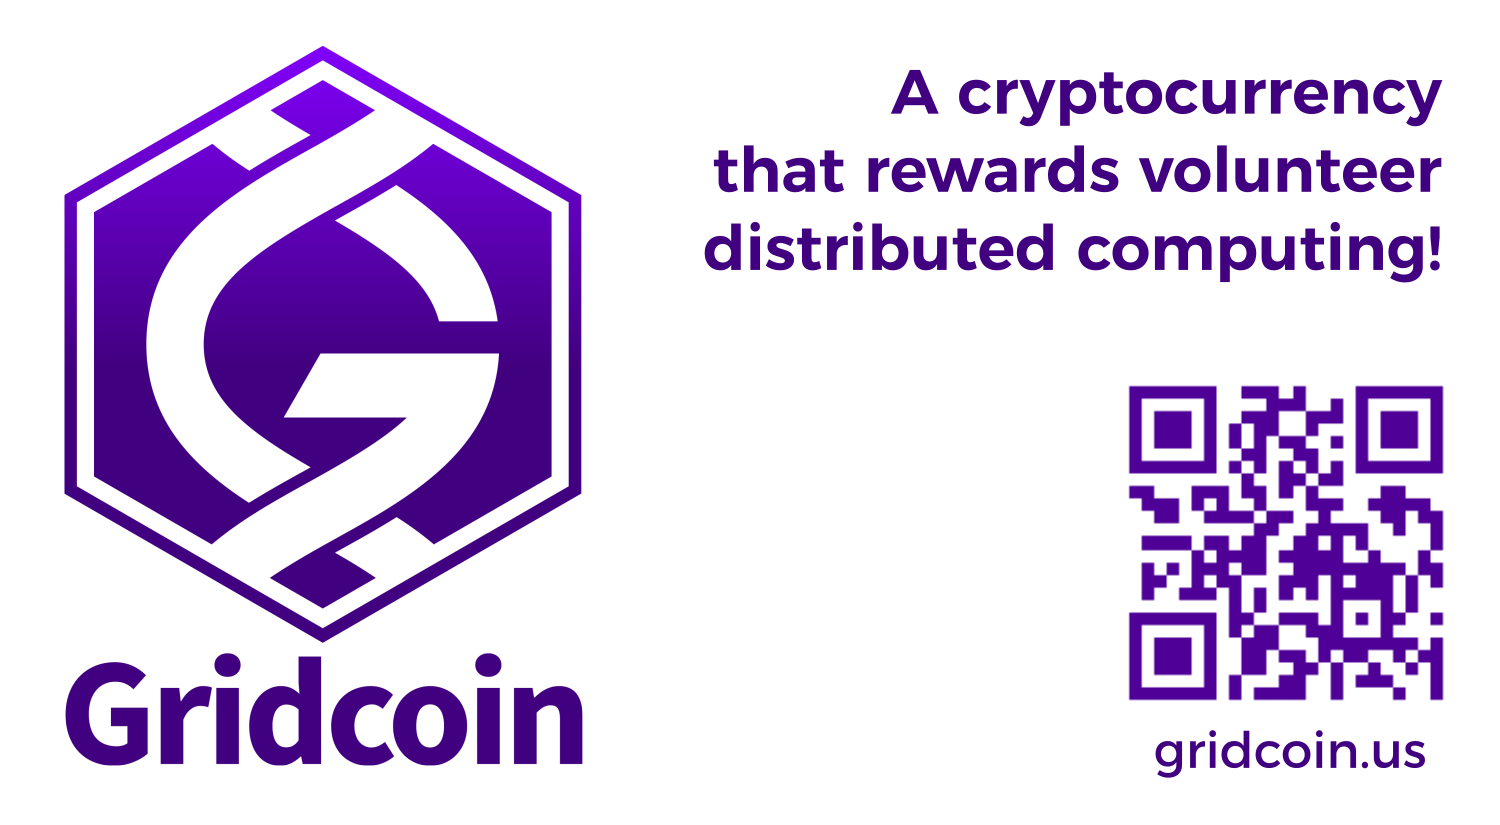 A cryptocurrency
that rewards volunteer
distributed computing!
Gridcoin
gridcoin.us